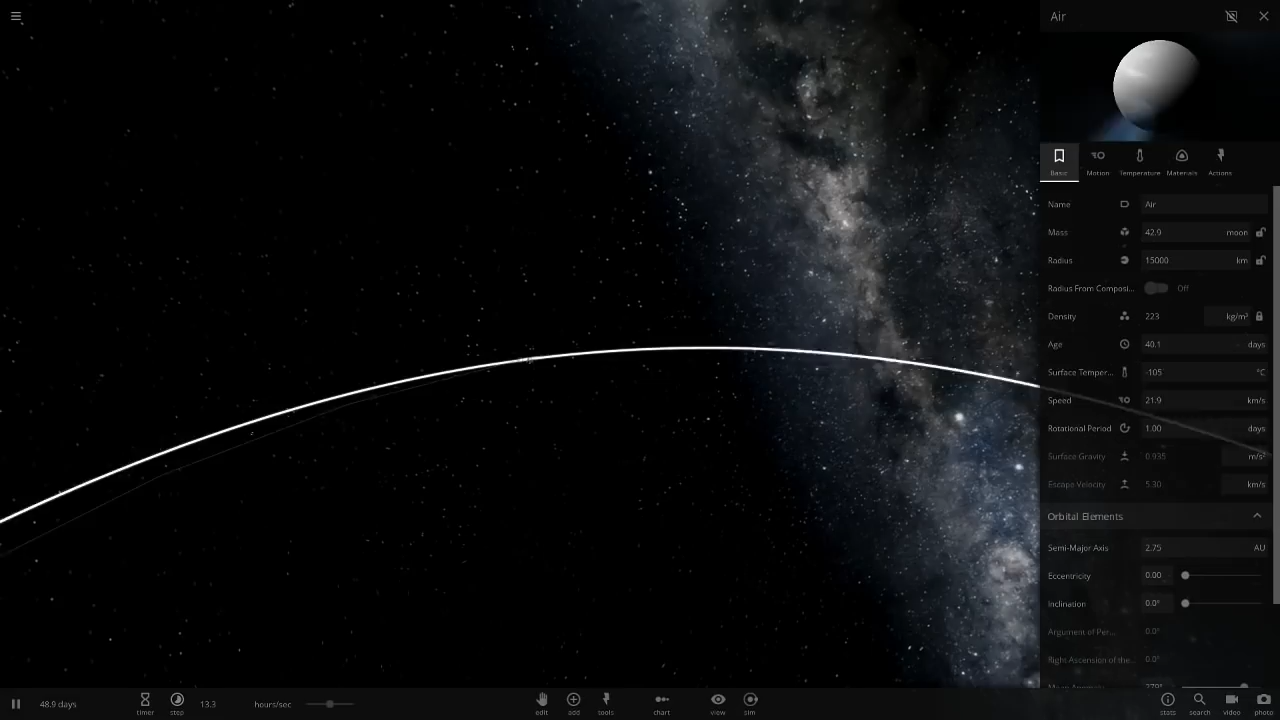 Air
Basic Motion Temperature Materials Actions
Name Air
Mass 42.9 moon
Radius 15000 km
Radius From Composi... Off
Density 223 kg/m³
Age 40.1 days
Surface Temper... -105 °C
Speed 21.9 km/s
Rotational Period 1.00 days
Surface Gravity 0.935 m/s²
Escape Velocity 5.30 km/s
Orbital Elements
Semi-Major Axis 2.75 AU
Eccentricity 0.00
Inclination 0.0°
Argument of Per... 0.0°
Right Ascension of the... 0.0°
Mean Anomaly 279°
48.9 days timer step 13.3 hours/sec edit add tools chart view sim stats search video photo